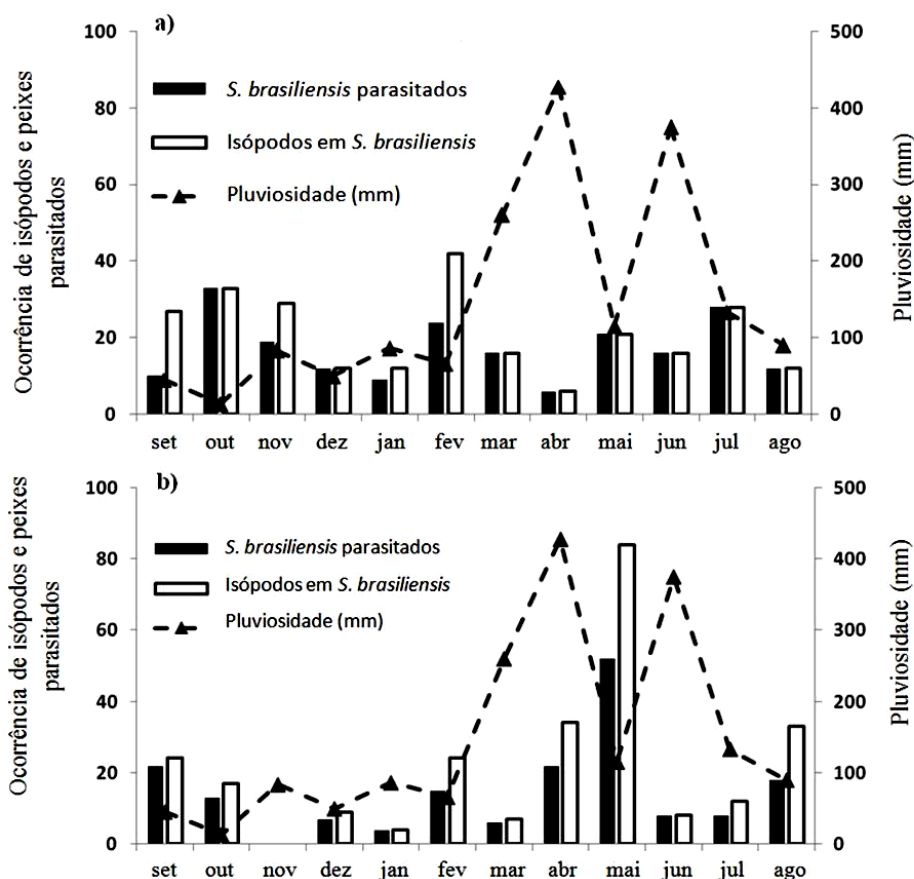 a)
Ocorrência de isópodos e peixes
parasitados
100
80
60
40
20
0
S. brasiliensis parasitados
Isópodos em S. brasiliensis
Pluviosidade (mm)
500
400
300
200
100
0
Pluviosidade (mm)
set out nov dez jan fev mar abr mai jun jul ago
b)
Ocorrência de isópodos e peixes
parasitados
100
80
60
40
20
0
S. brasiliensis parasitados
Isópodos em S. brasiliensis
Pluviosidade (mm)
500
400
300
200
100
0
Pluviosidade (mm)
set out nov dez jan fev mar abr mai jun jul ago